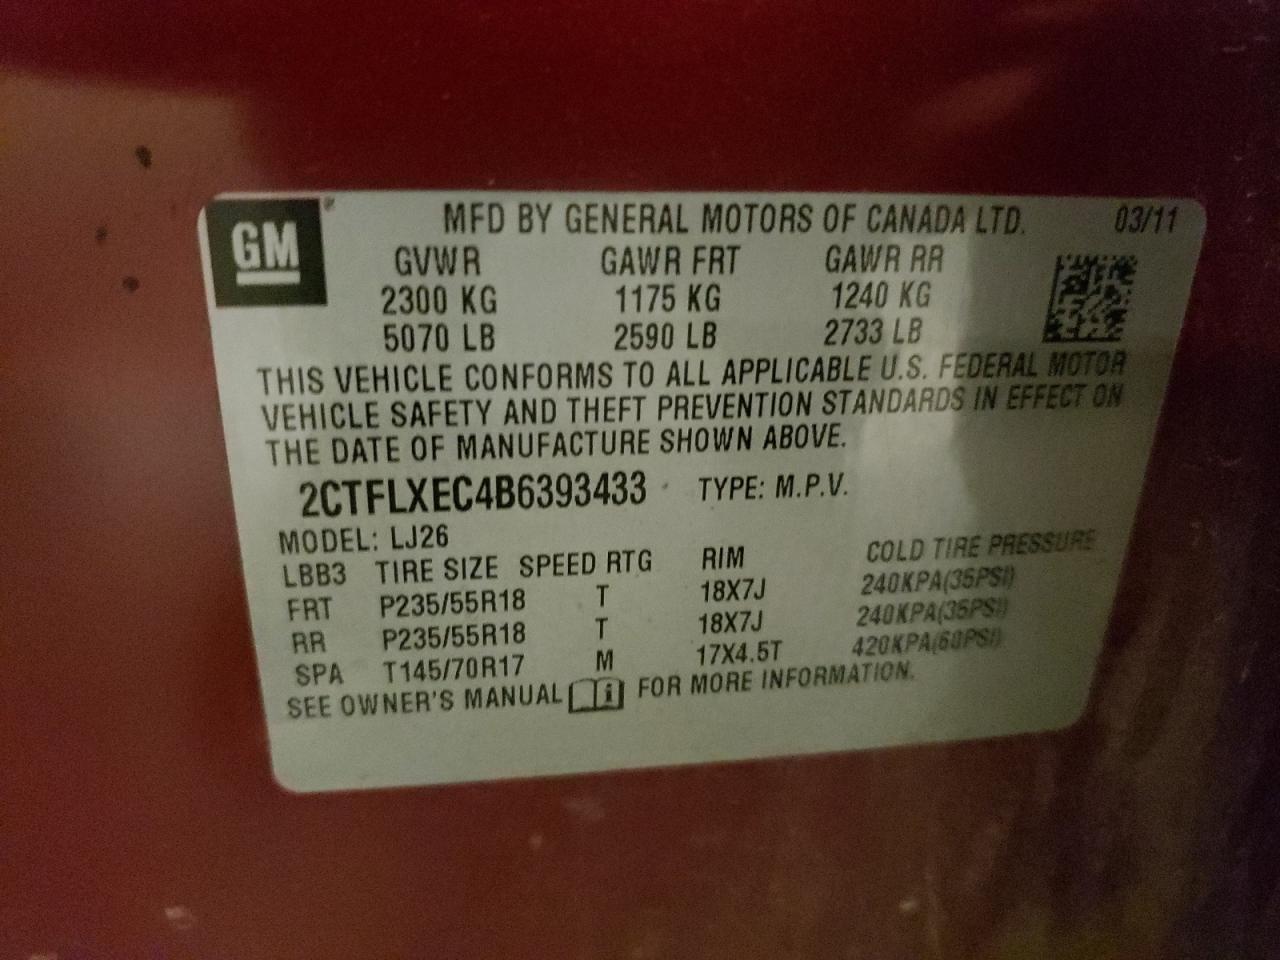 GM MFD BY GENERAL MOTORS OF CANADA LTD. 03/11
GVWR GAWR FRT GAWR RR
2300 KG 1175 KG 1240 KG
5070 LB 2590 LB 2733 LB
THIS VEHICLE CONFORMS TO ALL APPLICABLE U.S. FEDERAL MOTOR
VEHICLE SAFETY AND THEFT PREVENTION STANDARDS IN EFFECT ON
THE DATE OF MANUFACTURE SHOWN ABOVE.
2CTFLXEC4B6393433 TYPE: M.P.V.
MODEL: LJ26
LBB3 TIRE SIZE SPEED RTG RIM COLD TIRE PRESSURE
FRT P235/55R18 T 18X7J 240KPA(35PSI)
RR P235/55R18 T 18X7J 240KPA(35PSI)
SPA T145/70R17 M 17X4.5T 420KPA(60PSI)
SEE OWNER'S MANUAL i FOR MORE INFORMATION.